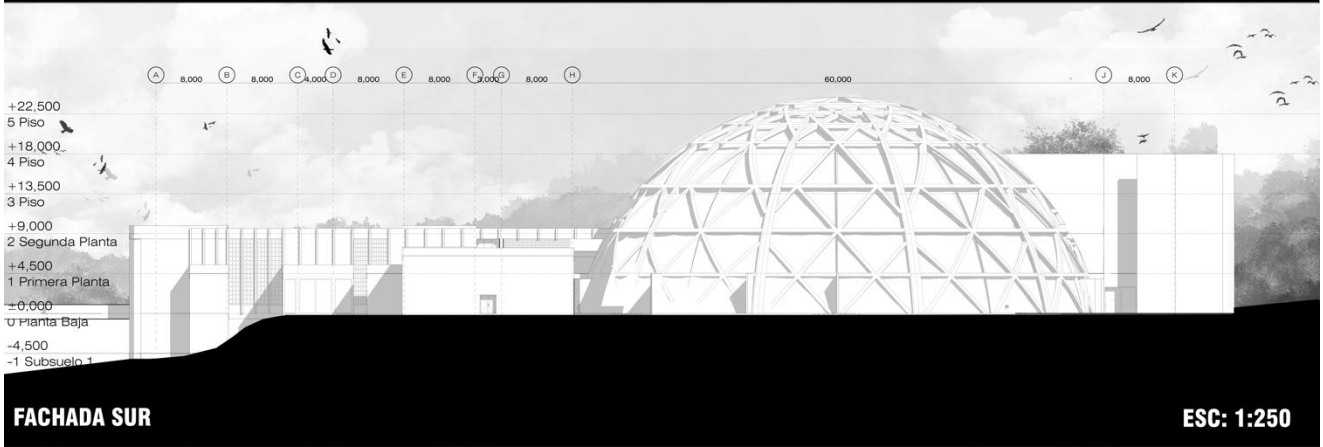 A B C D E F G H J K
8,000 8,000 4,000 8,000 8,000 3,000 8,000 60,000 8,000
+22,500
5 Piso
+18,000
4 Piso
+13,500
3 Piso
+9,000
2 Segunda Planta
+4,500
1 Primera Planta
±0,000
0 Planta Baja
-4,500
-1 Subsuelo 1
FACHADA SUR
ESC: 1:250